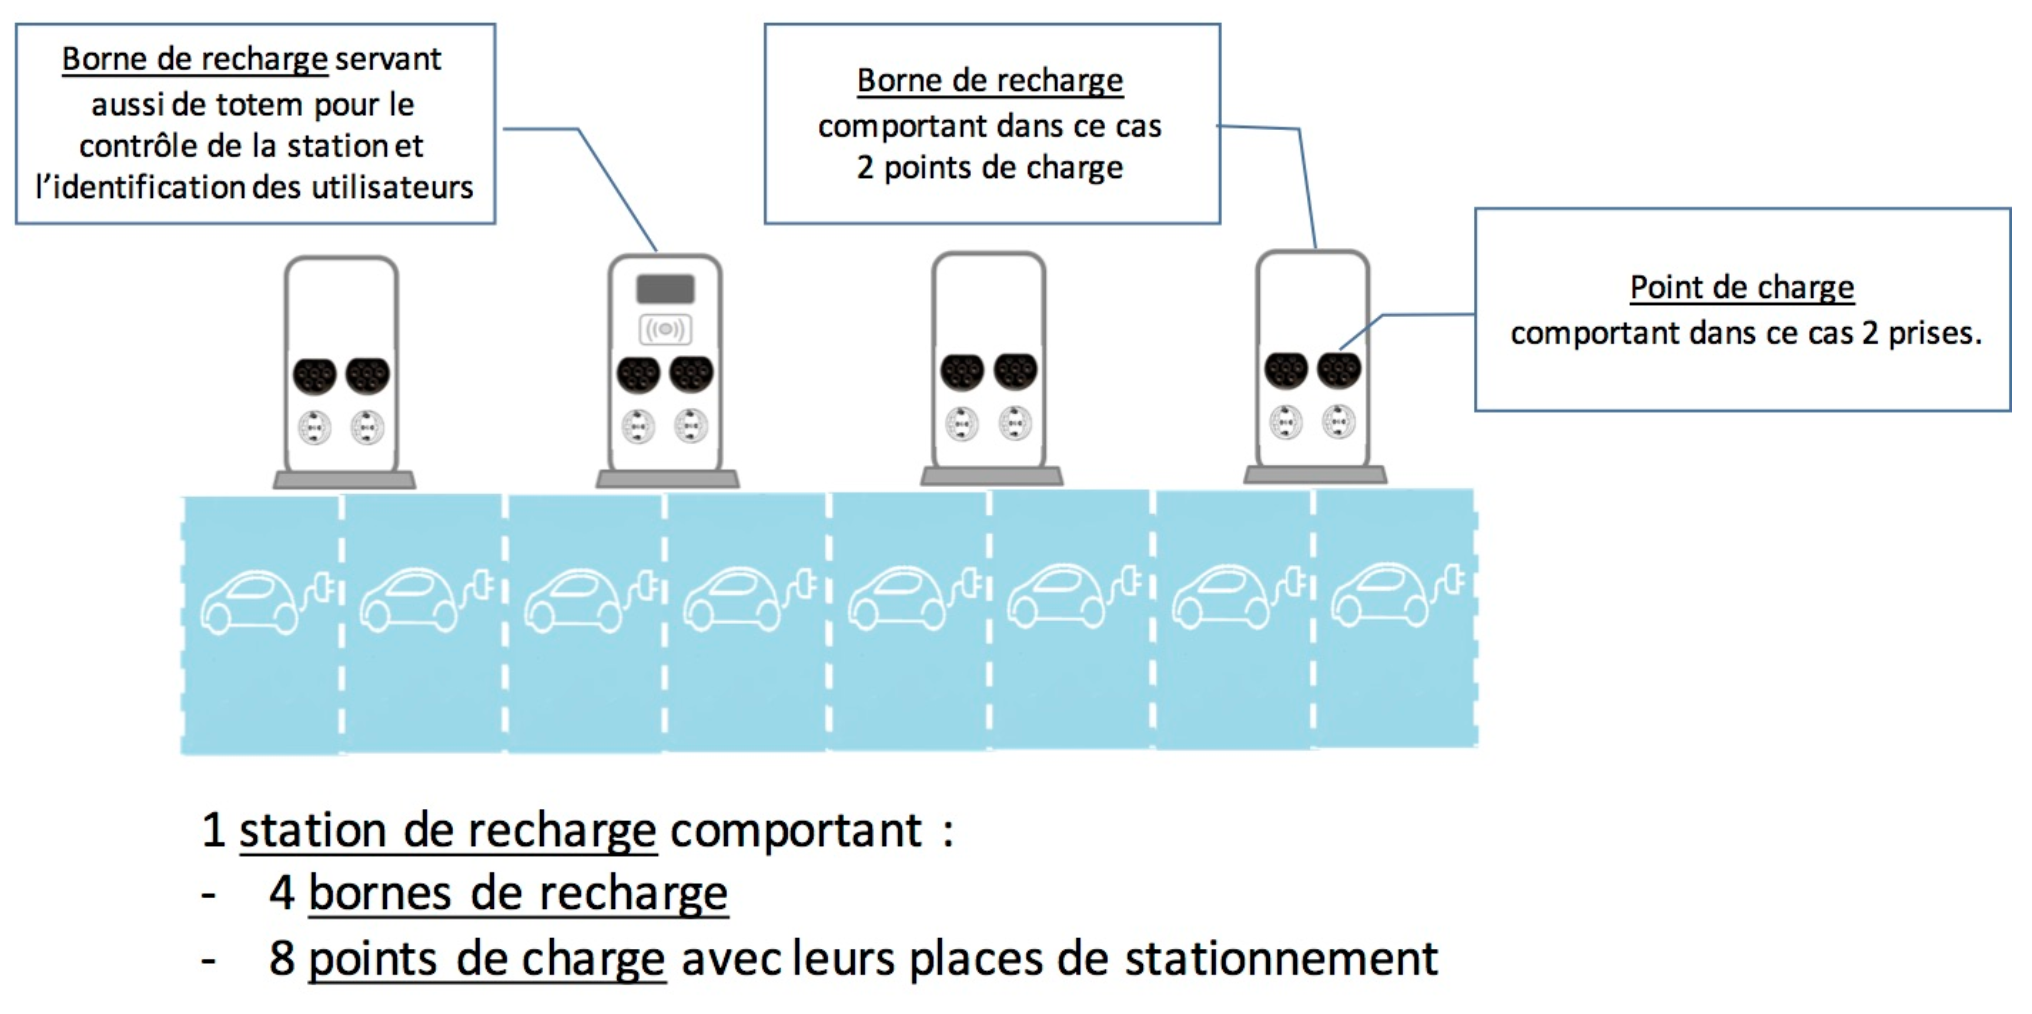 Borne de recharge servant
aussi de totem pour le
contrôle de la station et
l'identification des utilisateurs
Borne de recharge
comportant dans ce cas
2 points de charge
Point de charge
comportant dans ce cas 2 prises.
1 station de recharge comportant :
- 4 bornes de recharge
- 8 points de charge avec leurs places de stationnement